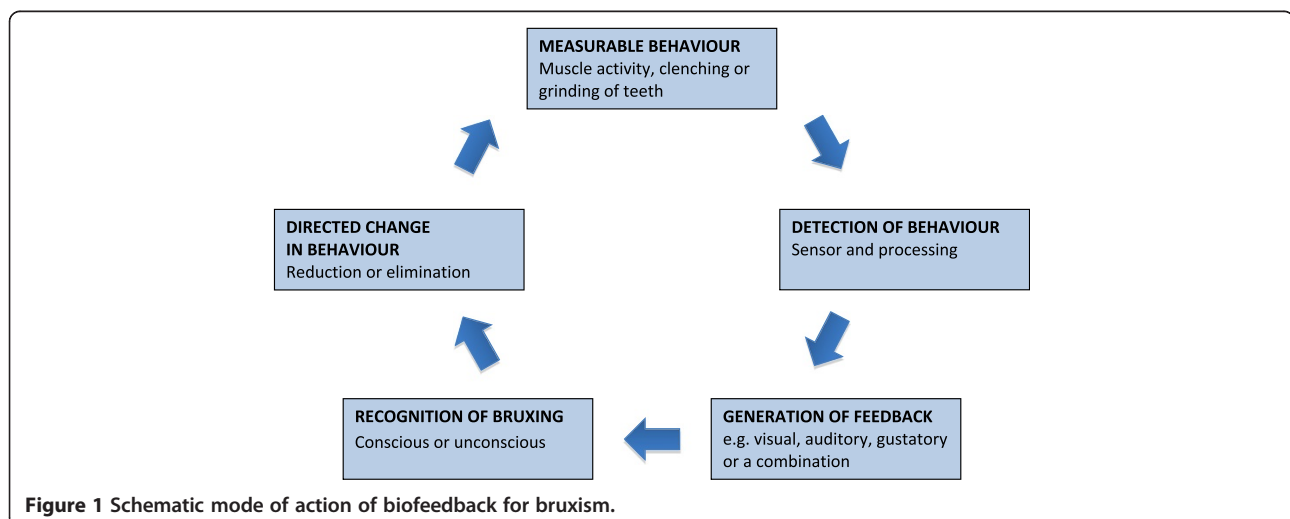 MEASURABLE BEHAVIOUR
Muscle activity, clenching or
grinding of teeth
DETECTION OF BEHAVIOUR
Sensor and processing
GENERATION OF FEEDBACK
e.g. visual, auditory, gustatory
or a combination
RECOGNITION OF BRUXING
Conscious or unconscious
DIRECTED CHANGE
IN BEHAVIOUR
Reduction or elimination
Figure 1 Schematic mode of action of biofeedback for bruxism.